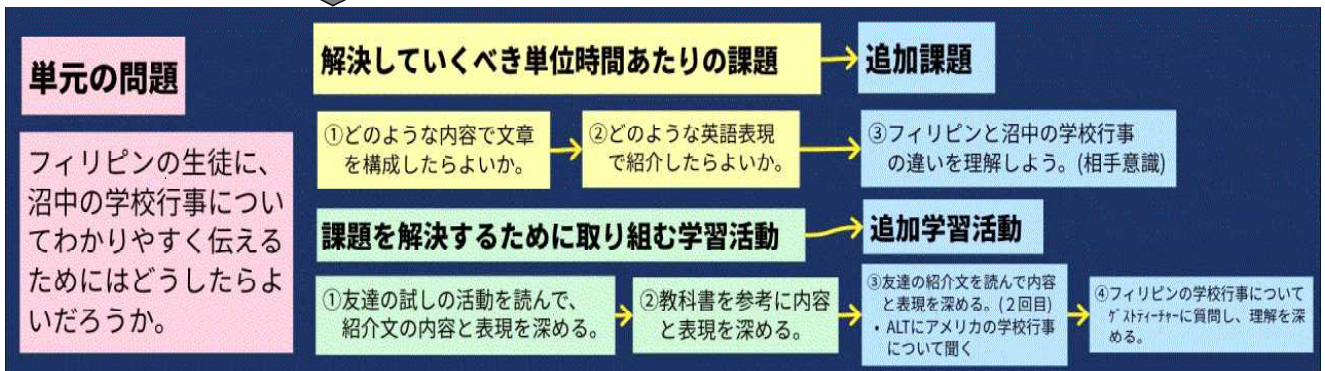 単元の問題
フィリピンの生徒に、
沼中の学校行事につい
てわかりやすく伝える
ためにはどうしたらよ
いだろうか。
解決していくべき単位時間あたりの課題
追加課題
①どのような内容で文章
を構成したらよいか。
②どのような英語表現
で紹介したらよいか。
③フィリピンと沼中の学校行事
の違いを理解しよう。(相手意識)
課題を解決するために取り組む学習活動
追加学習活動
①友達の試しの活動を読んで、
紹介文の内容と表現を深める。
②教科書を参考に内容
と表現を深める。
③友達の紹介文を読んで内容
と表現を深める。(2回目)
・ALTにアメリカの学校行事
について聞く
④フィリピンの学校行事について
ｹﾞｽﾄﾃｨｰﾁｬｰに質問し、理解を深
める。